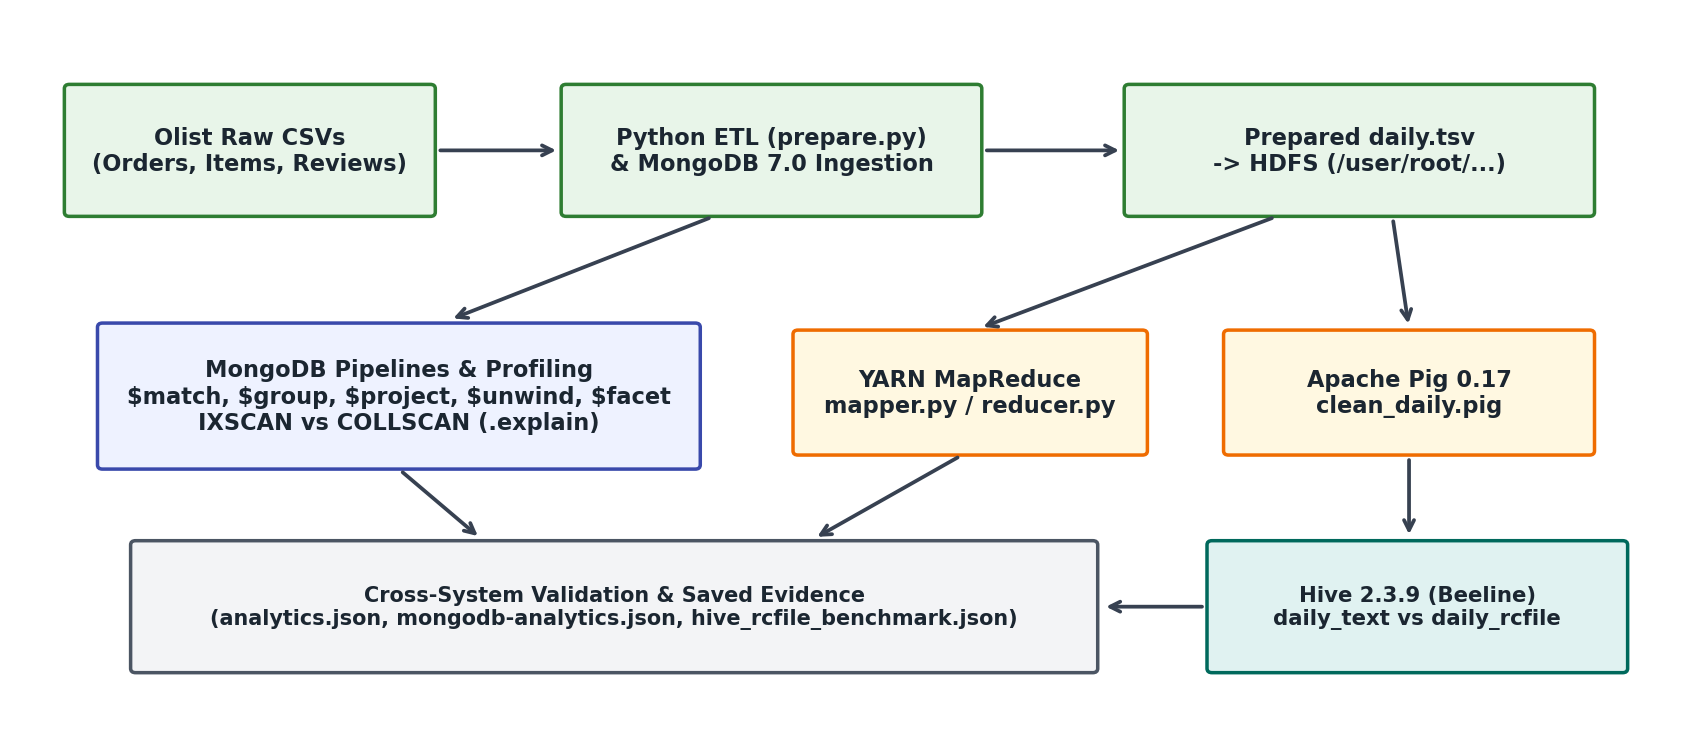 Olist Raw CSVs
(Orders, Items, Reviews)
Python ETL (prepare.py)
& MongoDB 7.0 Ingestion
Prepared daily.tsv
-> HDFS (/user/root/...)
MongoDB Pipelines & Profiling
$match, $group, $project, $unwind, $facet
IXSCAN vs COLLSCAN (.explain)
YARN MapReduce
mapper.py / reducer.py
Apache Pig 0.17
clean_daily.pig
Cross-System Validation & Saved Evidence
(analytics.json, mongodb-analytics.json, hive_rcfile_benchmark.json)
Hive 2.3.9 (Beeline)
daily_text vs daily_rcfile